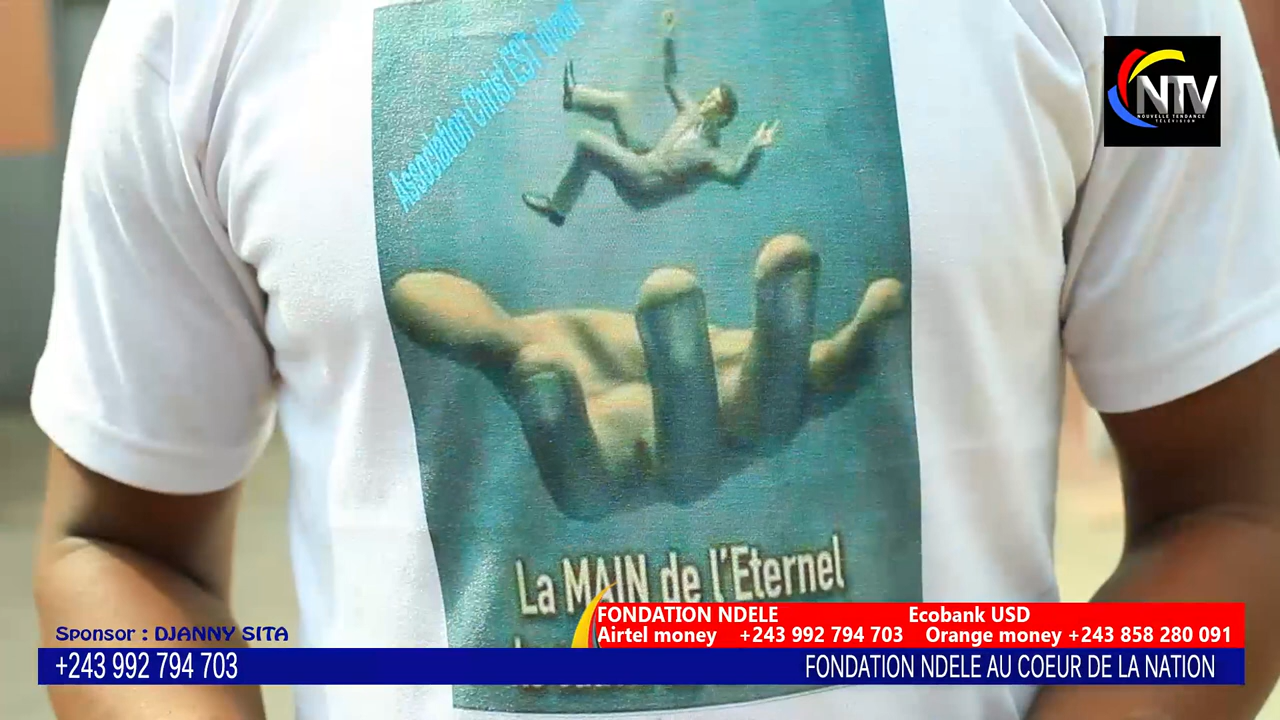 Association Christ EST vivant
NTV
NOUVELLE TENDANCE
TÉLÉVISION
La MAIN de l'Eternel
FONDATION NDELE Ecobank USD
Airtel money +243 992 794 703 Orange money +243 858 280 091
Sponsor : DJANNY SITA
+243 992 794 703 FONDATION NDELE AU COEUR DE LA NATION